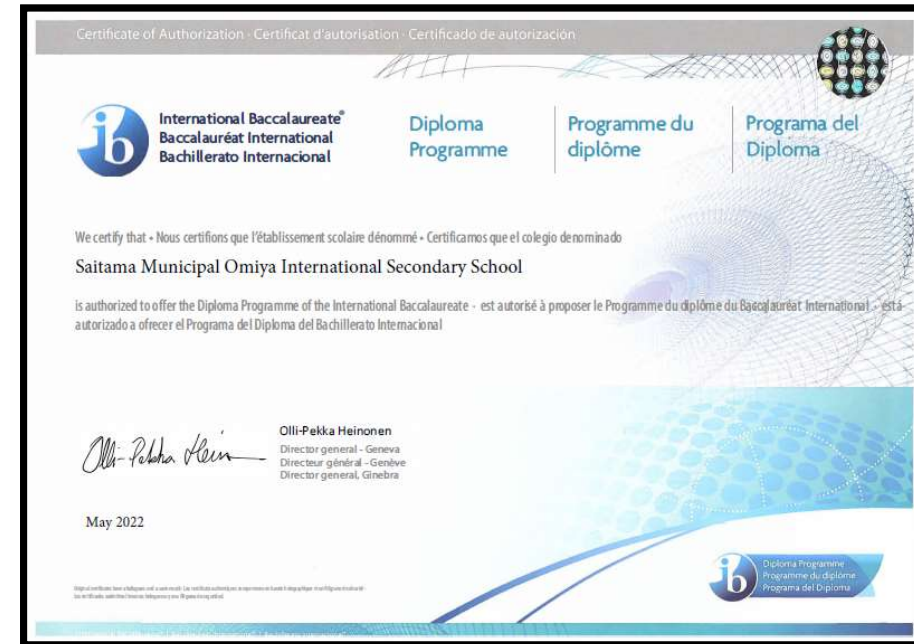 Certificate of Authorization · Certificat d'autorisation · Certificado de autorización
International Baccalaureate®
Baccalauréat International
Bachillerato Internacional
Diploma
Programme
Programme du
diplôme
Programa del
Diploma
We certify that • Nous certifions que l'établissement scolaire dénommé • Certificamos que el colegio denominado
Saitama Municipal Omiya International Secondary School
is authorized to offer the Diploma Programme of the International Baccalaureate - est autorisé à proposer le Programme du diplôme du Baccalauréat International - está
autorizado a ofrecer el Programa del Diploma del Bachillerato Internacional
Olli-Pekka Heinonen
Director general - Geneva
Directeur général - Genève
Director general, Ginebra
May 2022
ib
Diploma Programme
Programme du diplôme
Programa del Diploma